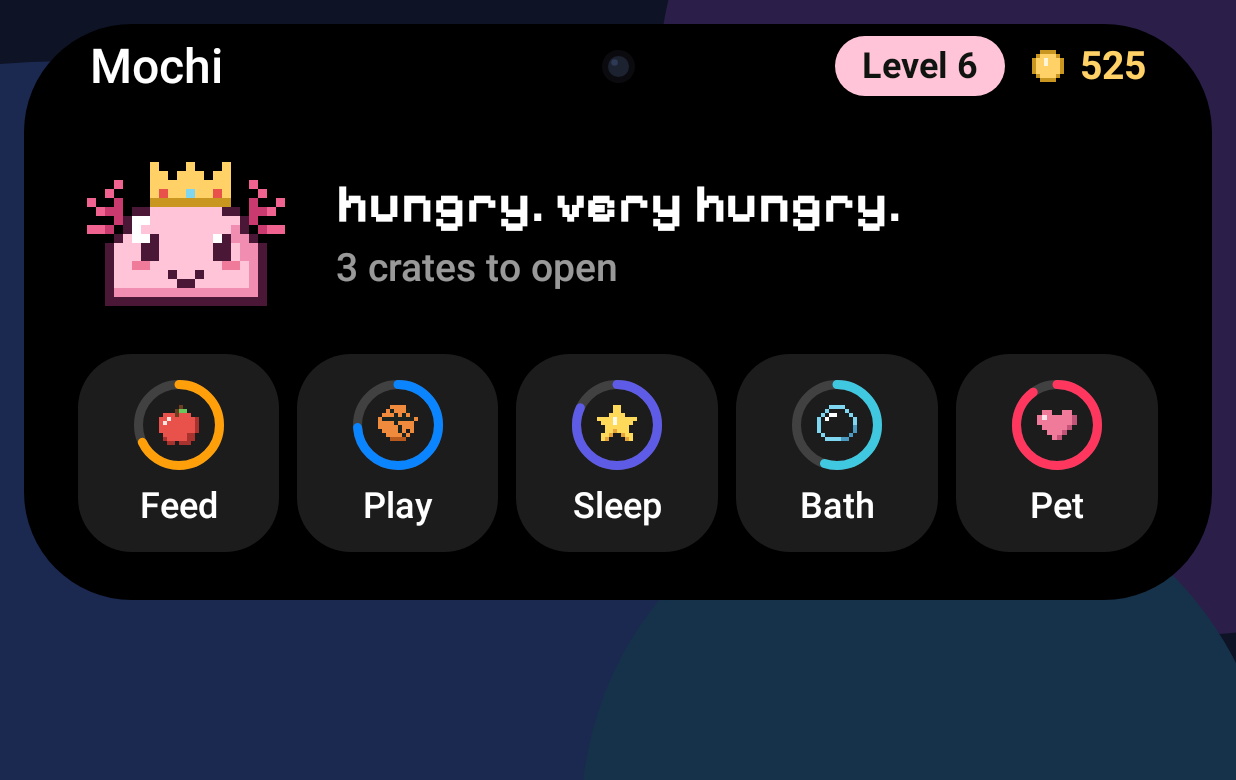 Mochi
Level 6
525
hungry. very hungry.
3 crates to open
Feed
Play
Sleep
Bath
Pet